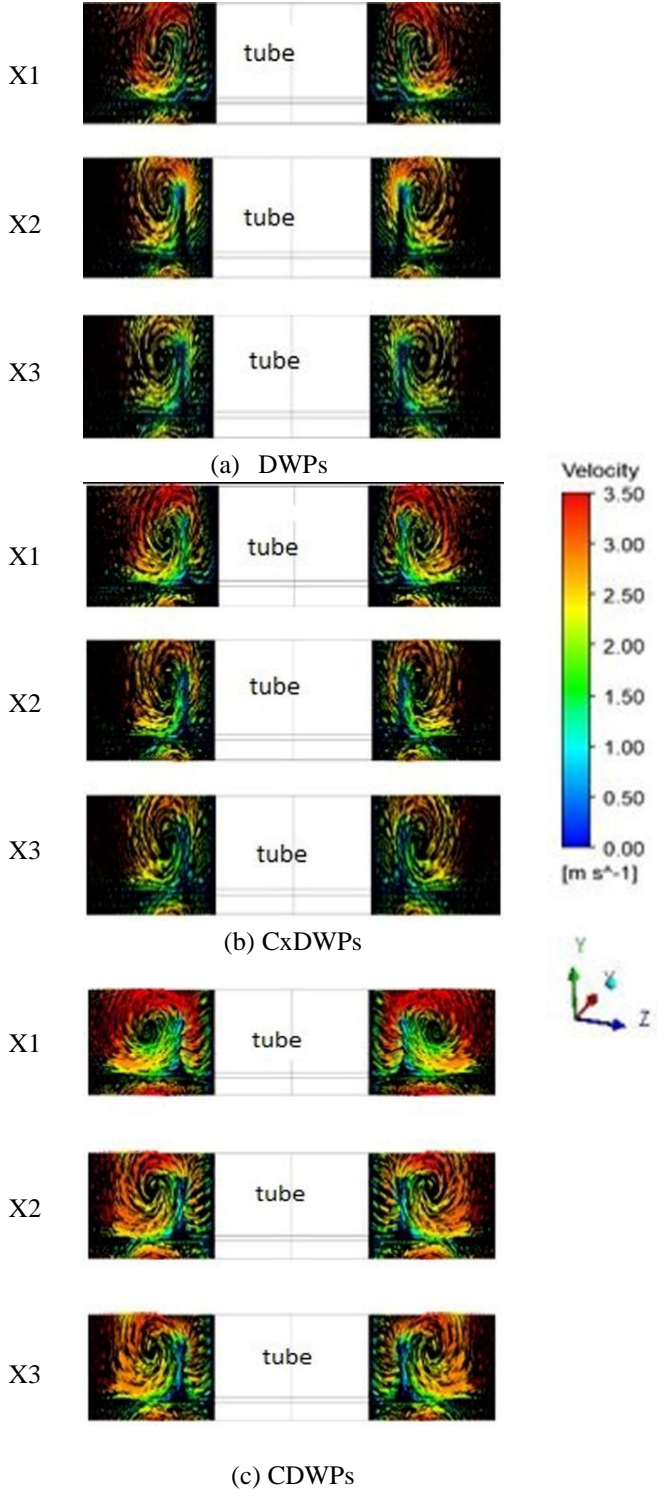 X1
tube
X2
tube
X3
tube
(a) DWPs
X1
tube
X2
tube
X3
tube
(b) CxDWPs
X1
tube
X2
tube
X3
tube
(c) CDWPs
Velocity
3.50
3.00
2.50
2.00
1.50
1.00
0.50
0.00
[m s^-1]
Y
X
Z